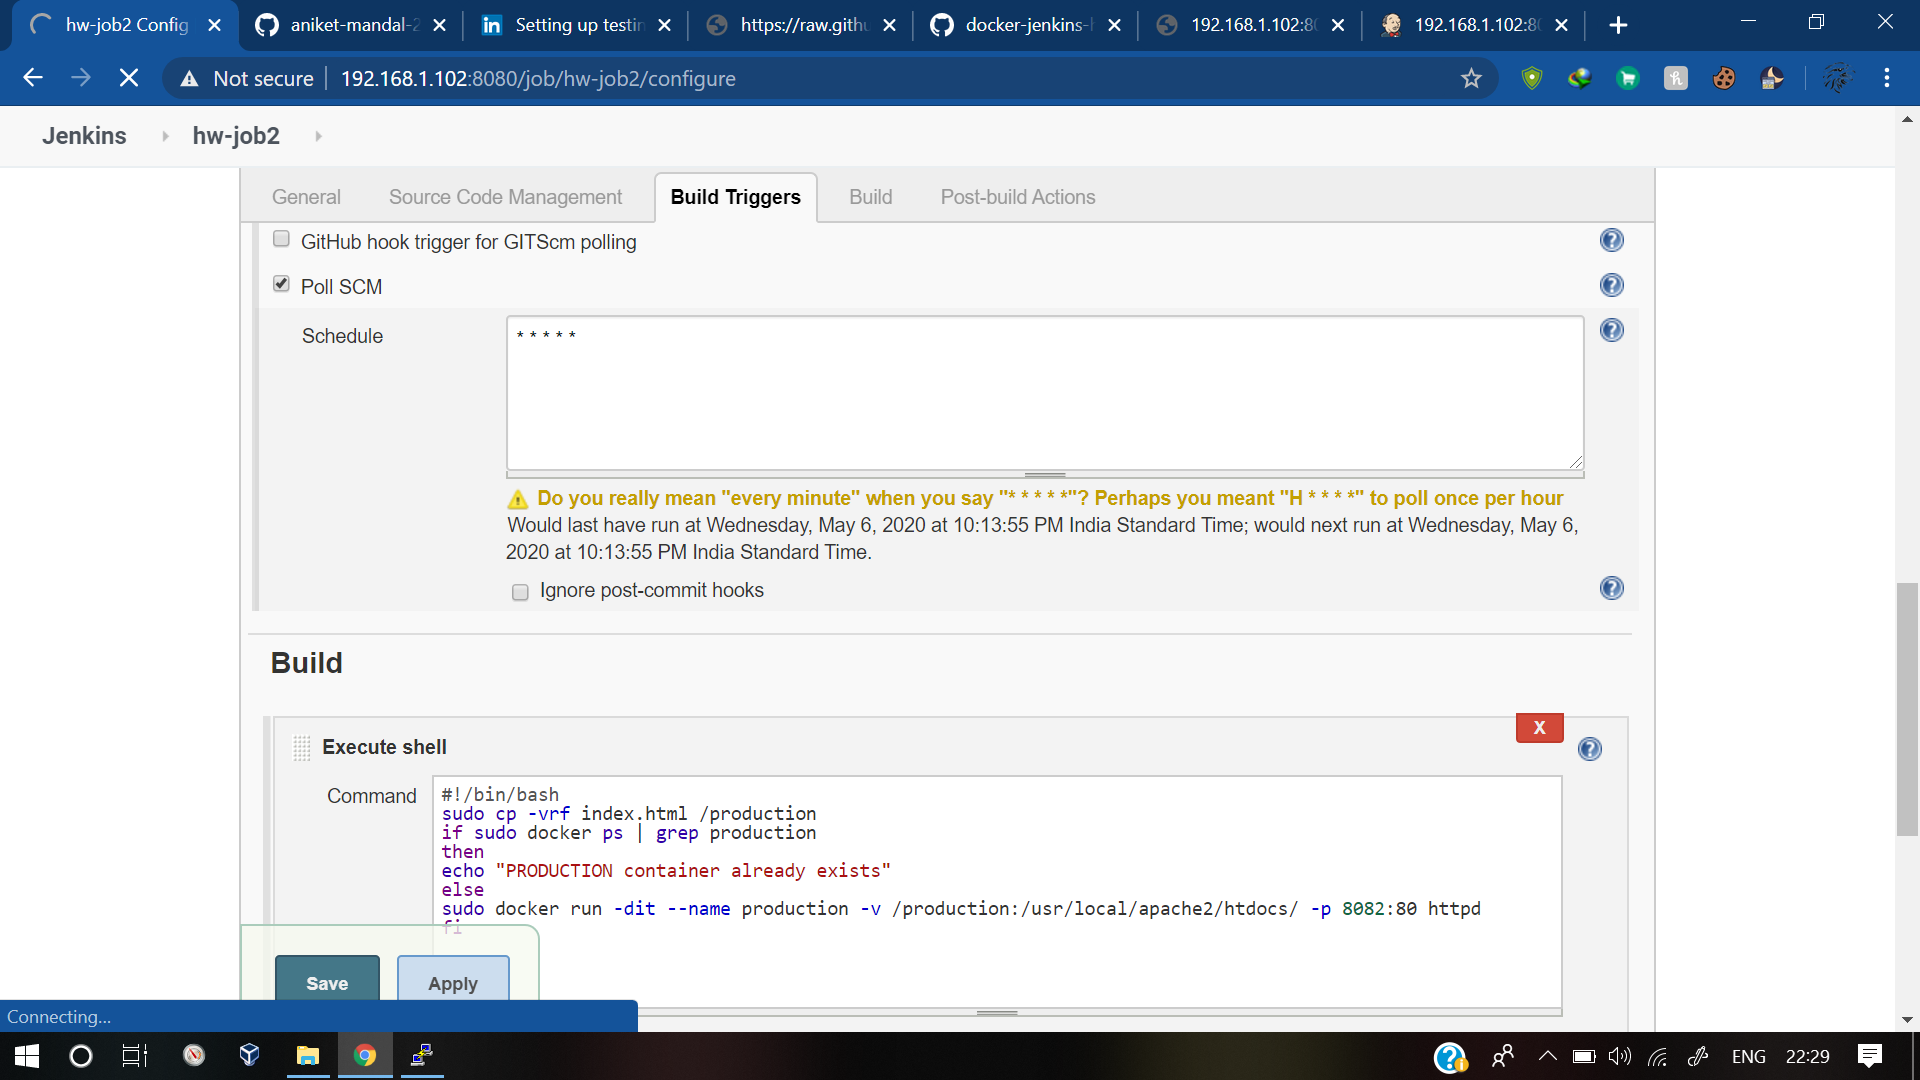 hw-job2 Config
aniket-mandal-2
in Setting up testin
https://raw.githu
docker-jenkins-h
192.168.1.102:80
192.168.1.102:80
Not secure 192.168.1.102:8080/job/hw-job2/configure
Jenkins hw-job2
General Source Code Management Build Triggers Build Post-build Actions
GitHub hook trigger for GITScm polling
Poll SCM
Schedule * * * * *
Do you really mean "every minute" when you say "* * * * *"? Perhaps you meant "H * * * *" to poll once per hour
Would last have run at Wednesday, May 6, 2020 at 10:13:55 PM India Standard Time; would next run at Wednesday, May 6,
2020 at 10:13:55 PM India Standard Time.
Ignore post-commit hooks
Build
X
Execute shell
Command
#!/bin/bash
sudo cp -vrf index.html /production
if sudo docker ps | grep production
then
echo "PRODUCTION container already exists"
else
sudo docker run -dit --name production -v /production:/usr/local/apache2/htdocs/ -p 8082:80 httpd
fi
Save Apply
Connecting...
ENG 22:29